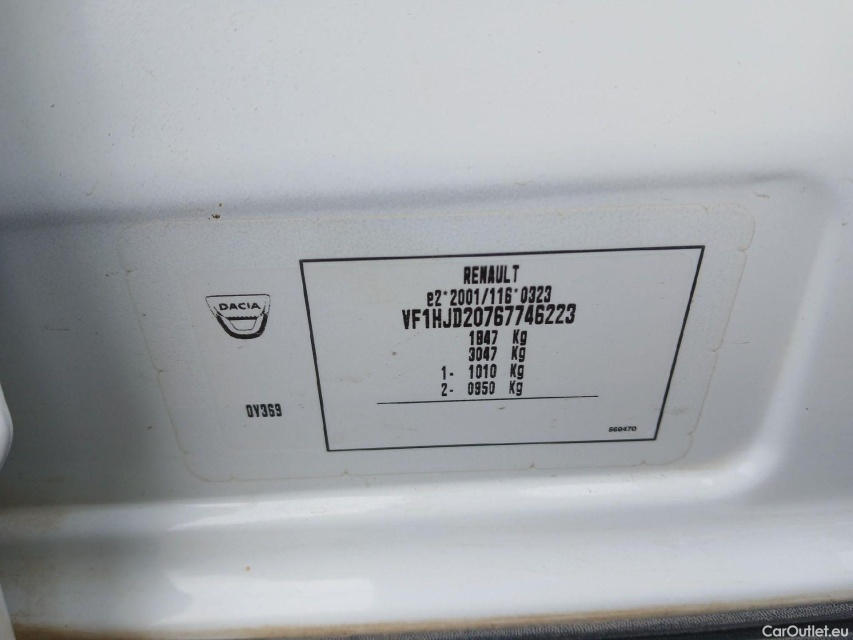 RENAULT
e2*2001/116*0323
VF1HJD20767746223
1847 Kg
3047 Kg
1- 1010 Kg
2- 0950 Kg
DACIA
0V369
569470
CarOutlet.eu